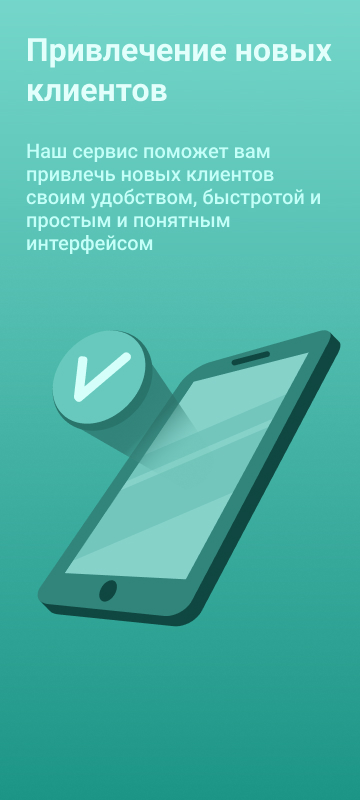 Привлечение новых
клиентов
Наш сервис поможет вам
привлечь новых клиентов
своим удобством, быстротой и
простым и понятным
интерфейсом